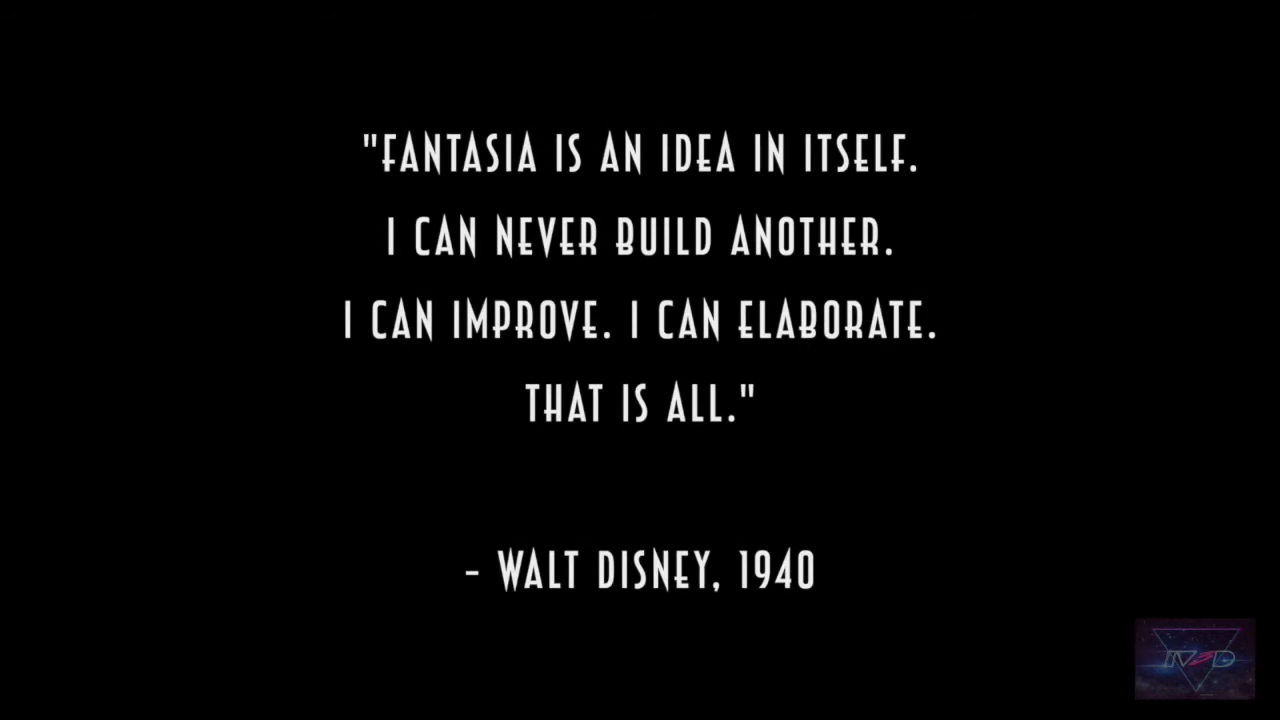 "FANTASIA IS AN IDEA IN ITSELF.
I CAN NEVER BUILD ANOTHER.
I CAN IMPROVE. I CAN ELABORATE.
THAT IS ALL."
- WALT DISNEY, 1940